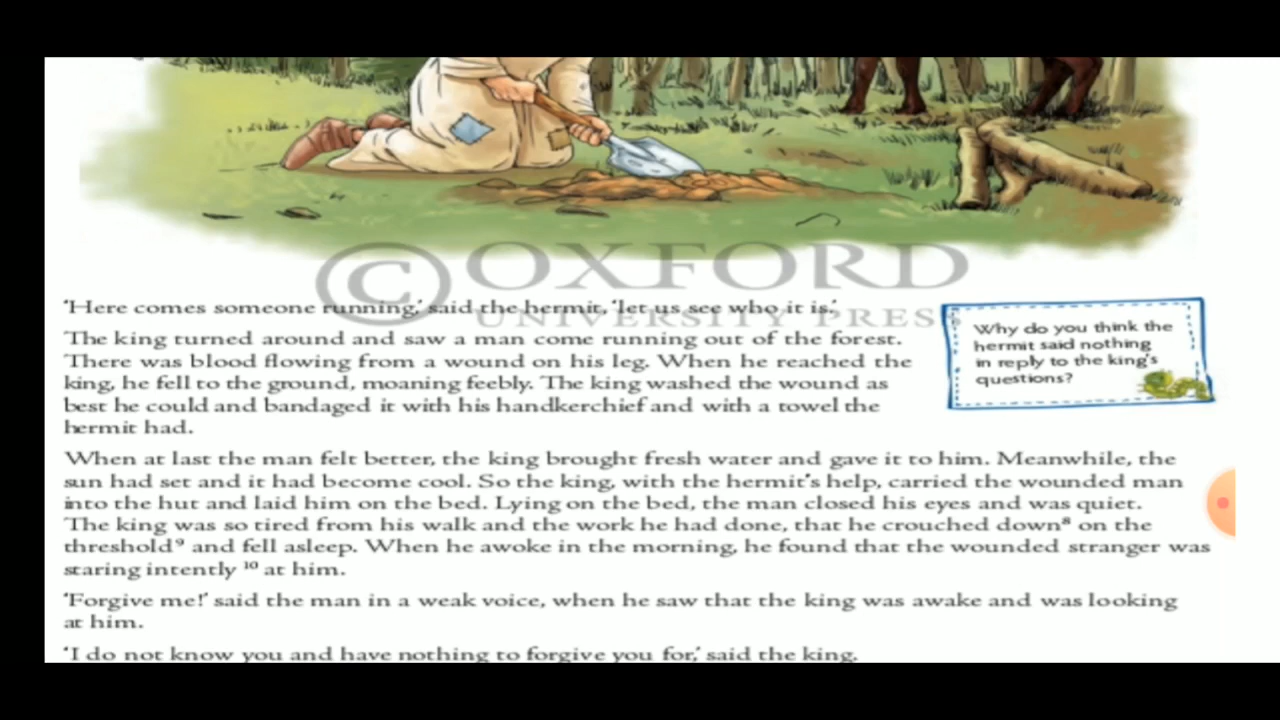 © OXFORD
UNIVERSITY PRESS
'Here comes someone running,' said the hermit, 'let us see who it is.'
The king turned around and saw a man come running out of the forest.
There was blood flowing from a wound on his leg. When he reached the
king, he fell to the ground, moaning feebly. The king washed the wound as
best he could and bandaged it with his handkerchief and with a towel the
hermit had.
Why do you think the
hermit said nothing
in reply to the king's
questions?
When at last the man felt better, the king brought fresh water and gave it to him. Meanwhile, the
sun had set and it had become cool. So the king, with the hermit's help, carried the wounded man
into the hut and laid him on the bed. Lying on the bed, the man closed his eyes and was quiet.
The king was so tired from his walk and the work he had done, that he crouched down⁸ on the
threshold⁹ and fell asleep. When he awoke in the morning, he found that the wounded stranger was
staring intently ¹⁰ at him.
'Forgive me!' said the man in a weak voice, when he saw that the king was awake and was looking
at him.
'I do not know you and have nothing to forgive you for,' said the king.